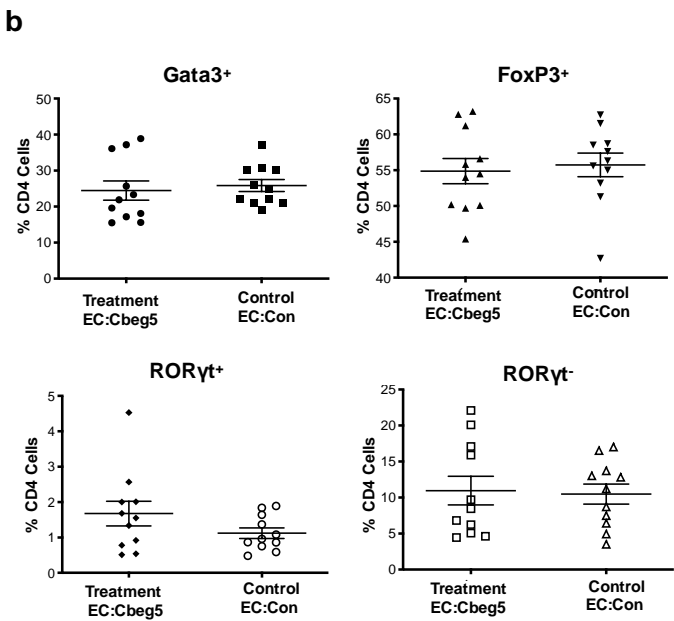 b
Gata3+
% CD4 Cells
50
40
30
20
10
0
Treatment
EC:Cbeg5
Control
EC:Con
FoxP3+
% CD4 Cells
65
60
55
50
45
40
Treatment
EC:Cbeg5
Control
EC:Con
RORγt+
% CD4 Cells
5
4
3
2
1
0
Treatment
EC:Cbeg5
Control
EC:Con
RORγt-
% CD4 Cells
25
20
15
10
5
0
Treatment
EC:Cbeg5
Control
EC:Con